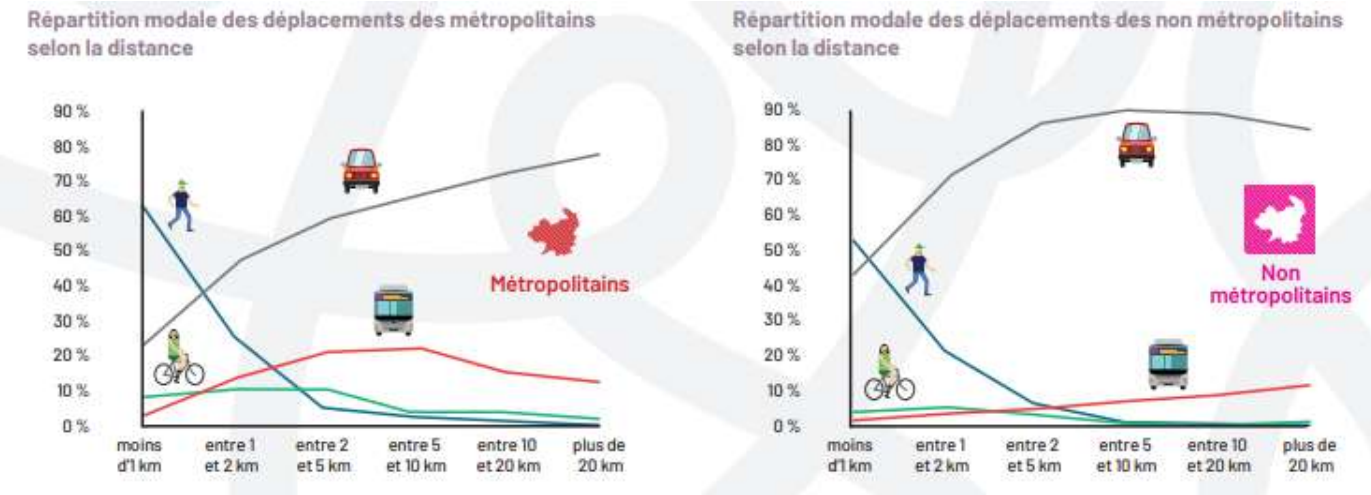 Répartition modale des déplacements des métropolitains
selon la distance
90 %
80 %
70 %
60 %
50 %
40 %
30 %
20 %
10 %
0 %
moins
d'1 km
entre 1
et 2 km
entre 2
et 5 km
entre 5
et 10 km
entre 10
et 20 km
plus de
20 km
Métropolitains
Répartition modale des déplacements des non métropolitains
selon la distance
90 %
80 %
70 %
60 %
50 %
40 %
30 %
20 %
10 %
0 %
moins
d'1 km
entre 1
et 2 km
entre 2
et 5 km
entre 5
et 10 km
entre 10
et 20 km
plus de
20 km
Non
métropolitains